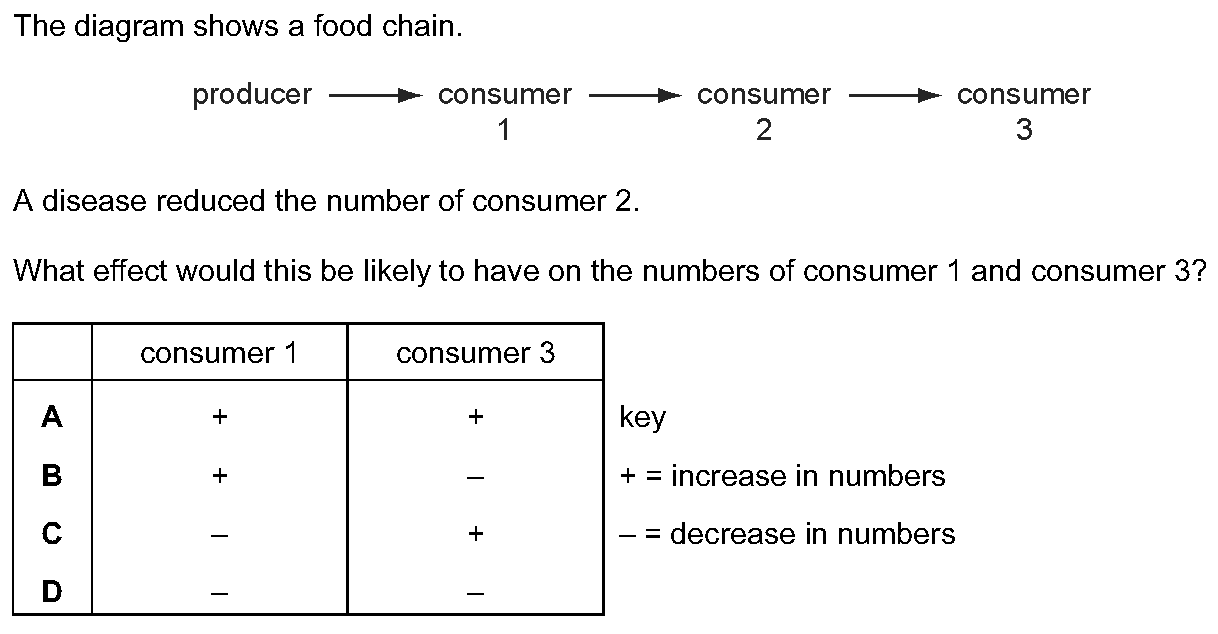 The diagram shows a food chain.
producer consumer consumer consumer
1 2 3
A disease reduced the number of consumer 2.
What effect would this be likely to have on the numbers of consumer 1 and consumer 3?
consumer 1 consumer 3
A + + key
B + – + = increase in numbers
C – + – = decrease in numbers
D – –